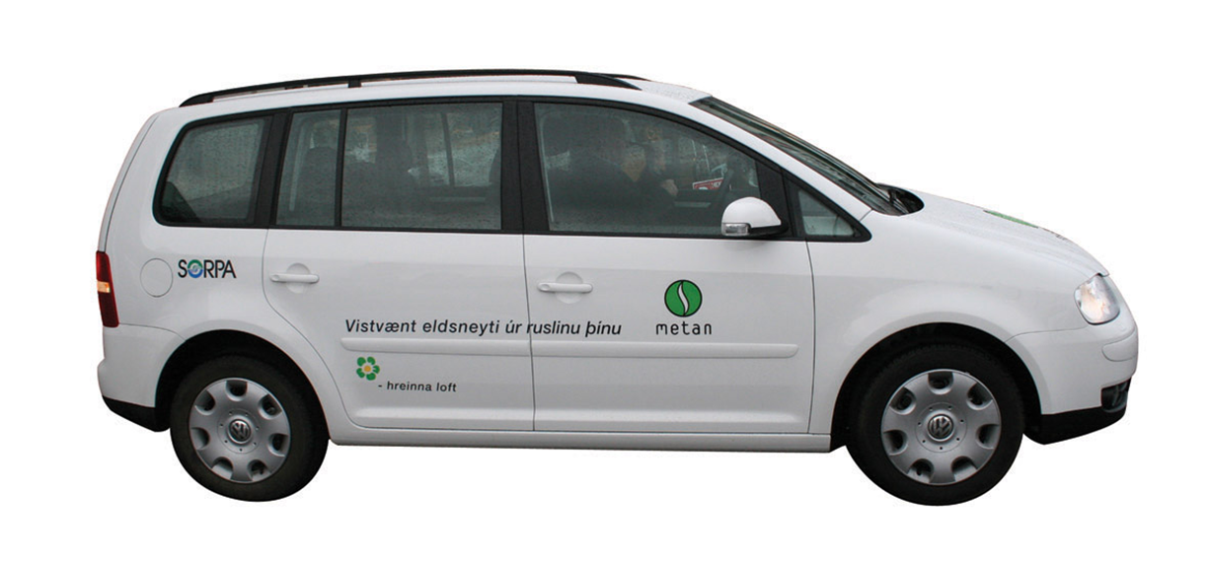 SORPA
Vistvænt eldsneyti úr ruslinu þínu
metan
- hreinna loft